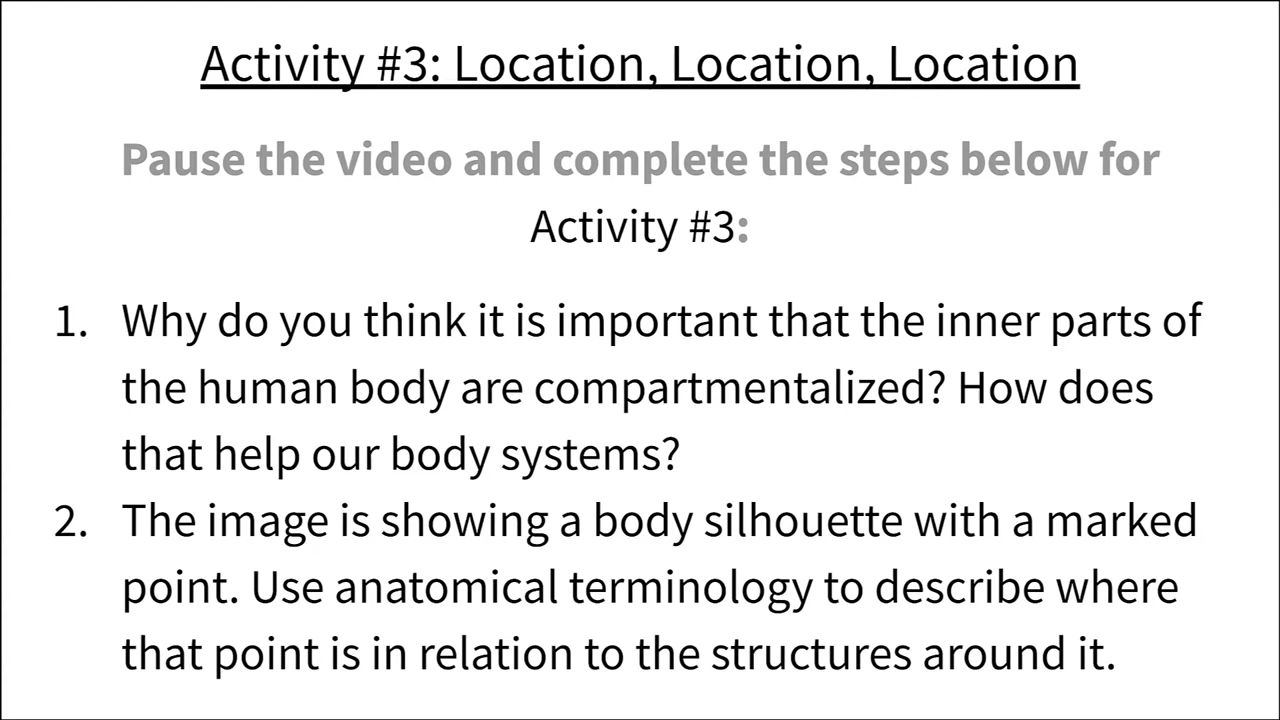 Activity #3: Location, Location, Location
Pause the video and complete the steps below for
Activity #3:
1. Why do you think it is important that the inner parts of
the human body are compartmentalized? How does
that help our body systems?
2. The image is showing a body silhouette with a marked
point. Use anatomical terminology to describe where
that point is in relation to the structures around it.